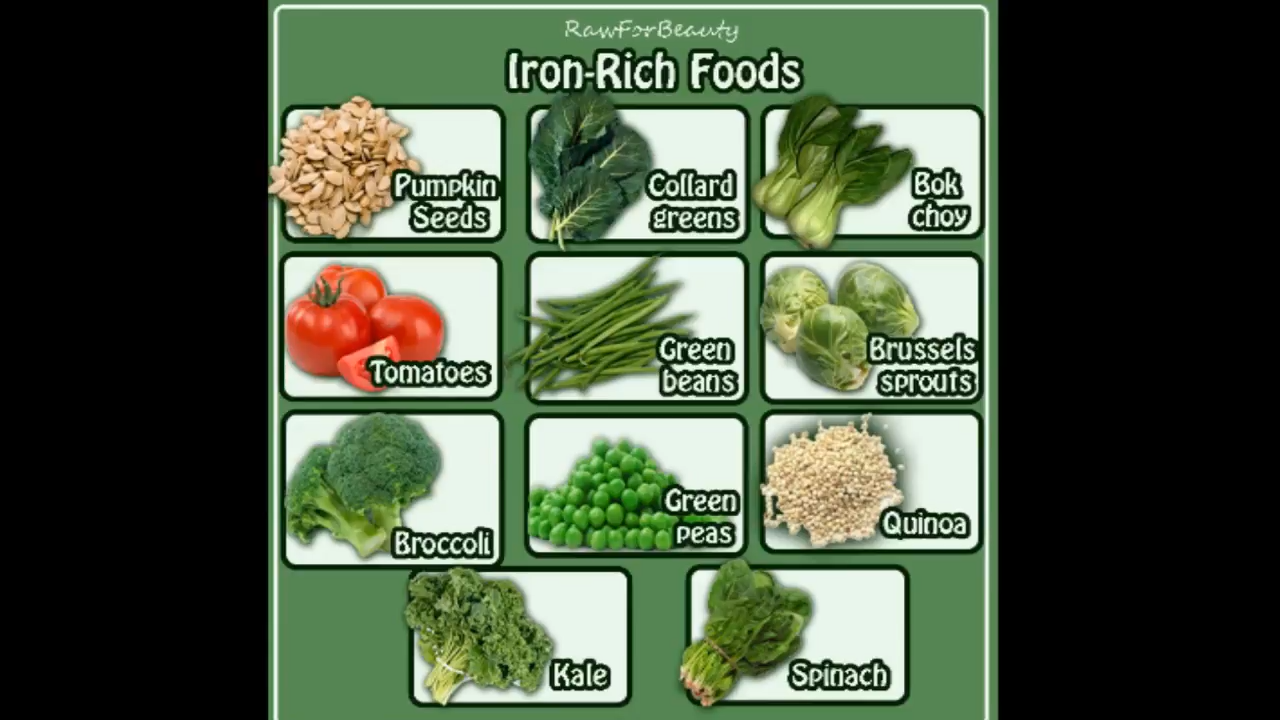 RawForBeauty
Iron-Rich Foods
Pumpkin
Seeds
Collard
greens
Bok
choy
Tomatoes
Green
beans
Brussels
sprouts
Broccoli
Green
peas
Quinoa
Kale
Spinach